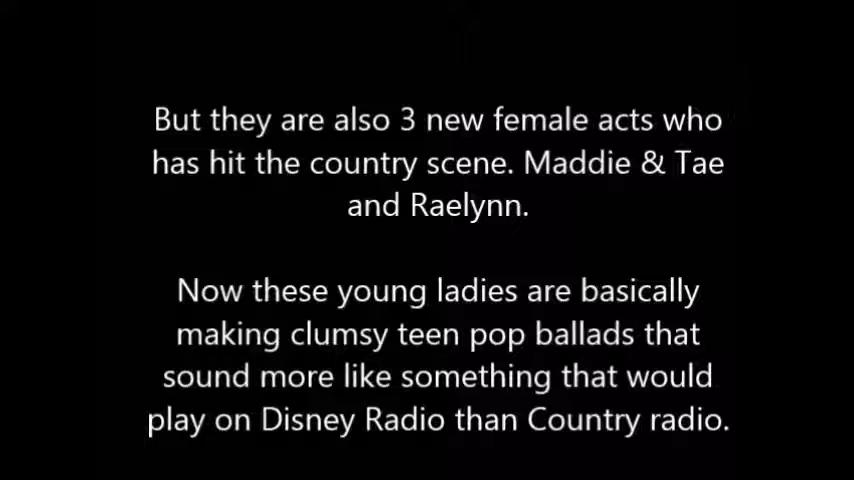 But they are also 3 new female acts who
has hit the country scene. Maddie & Tae
and Raelynn.
Now these young ladies are basically
making clumsy teen pop ballads that
sound more like something that would
play on Disney Radio than Country radio.